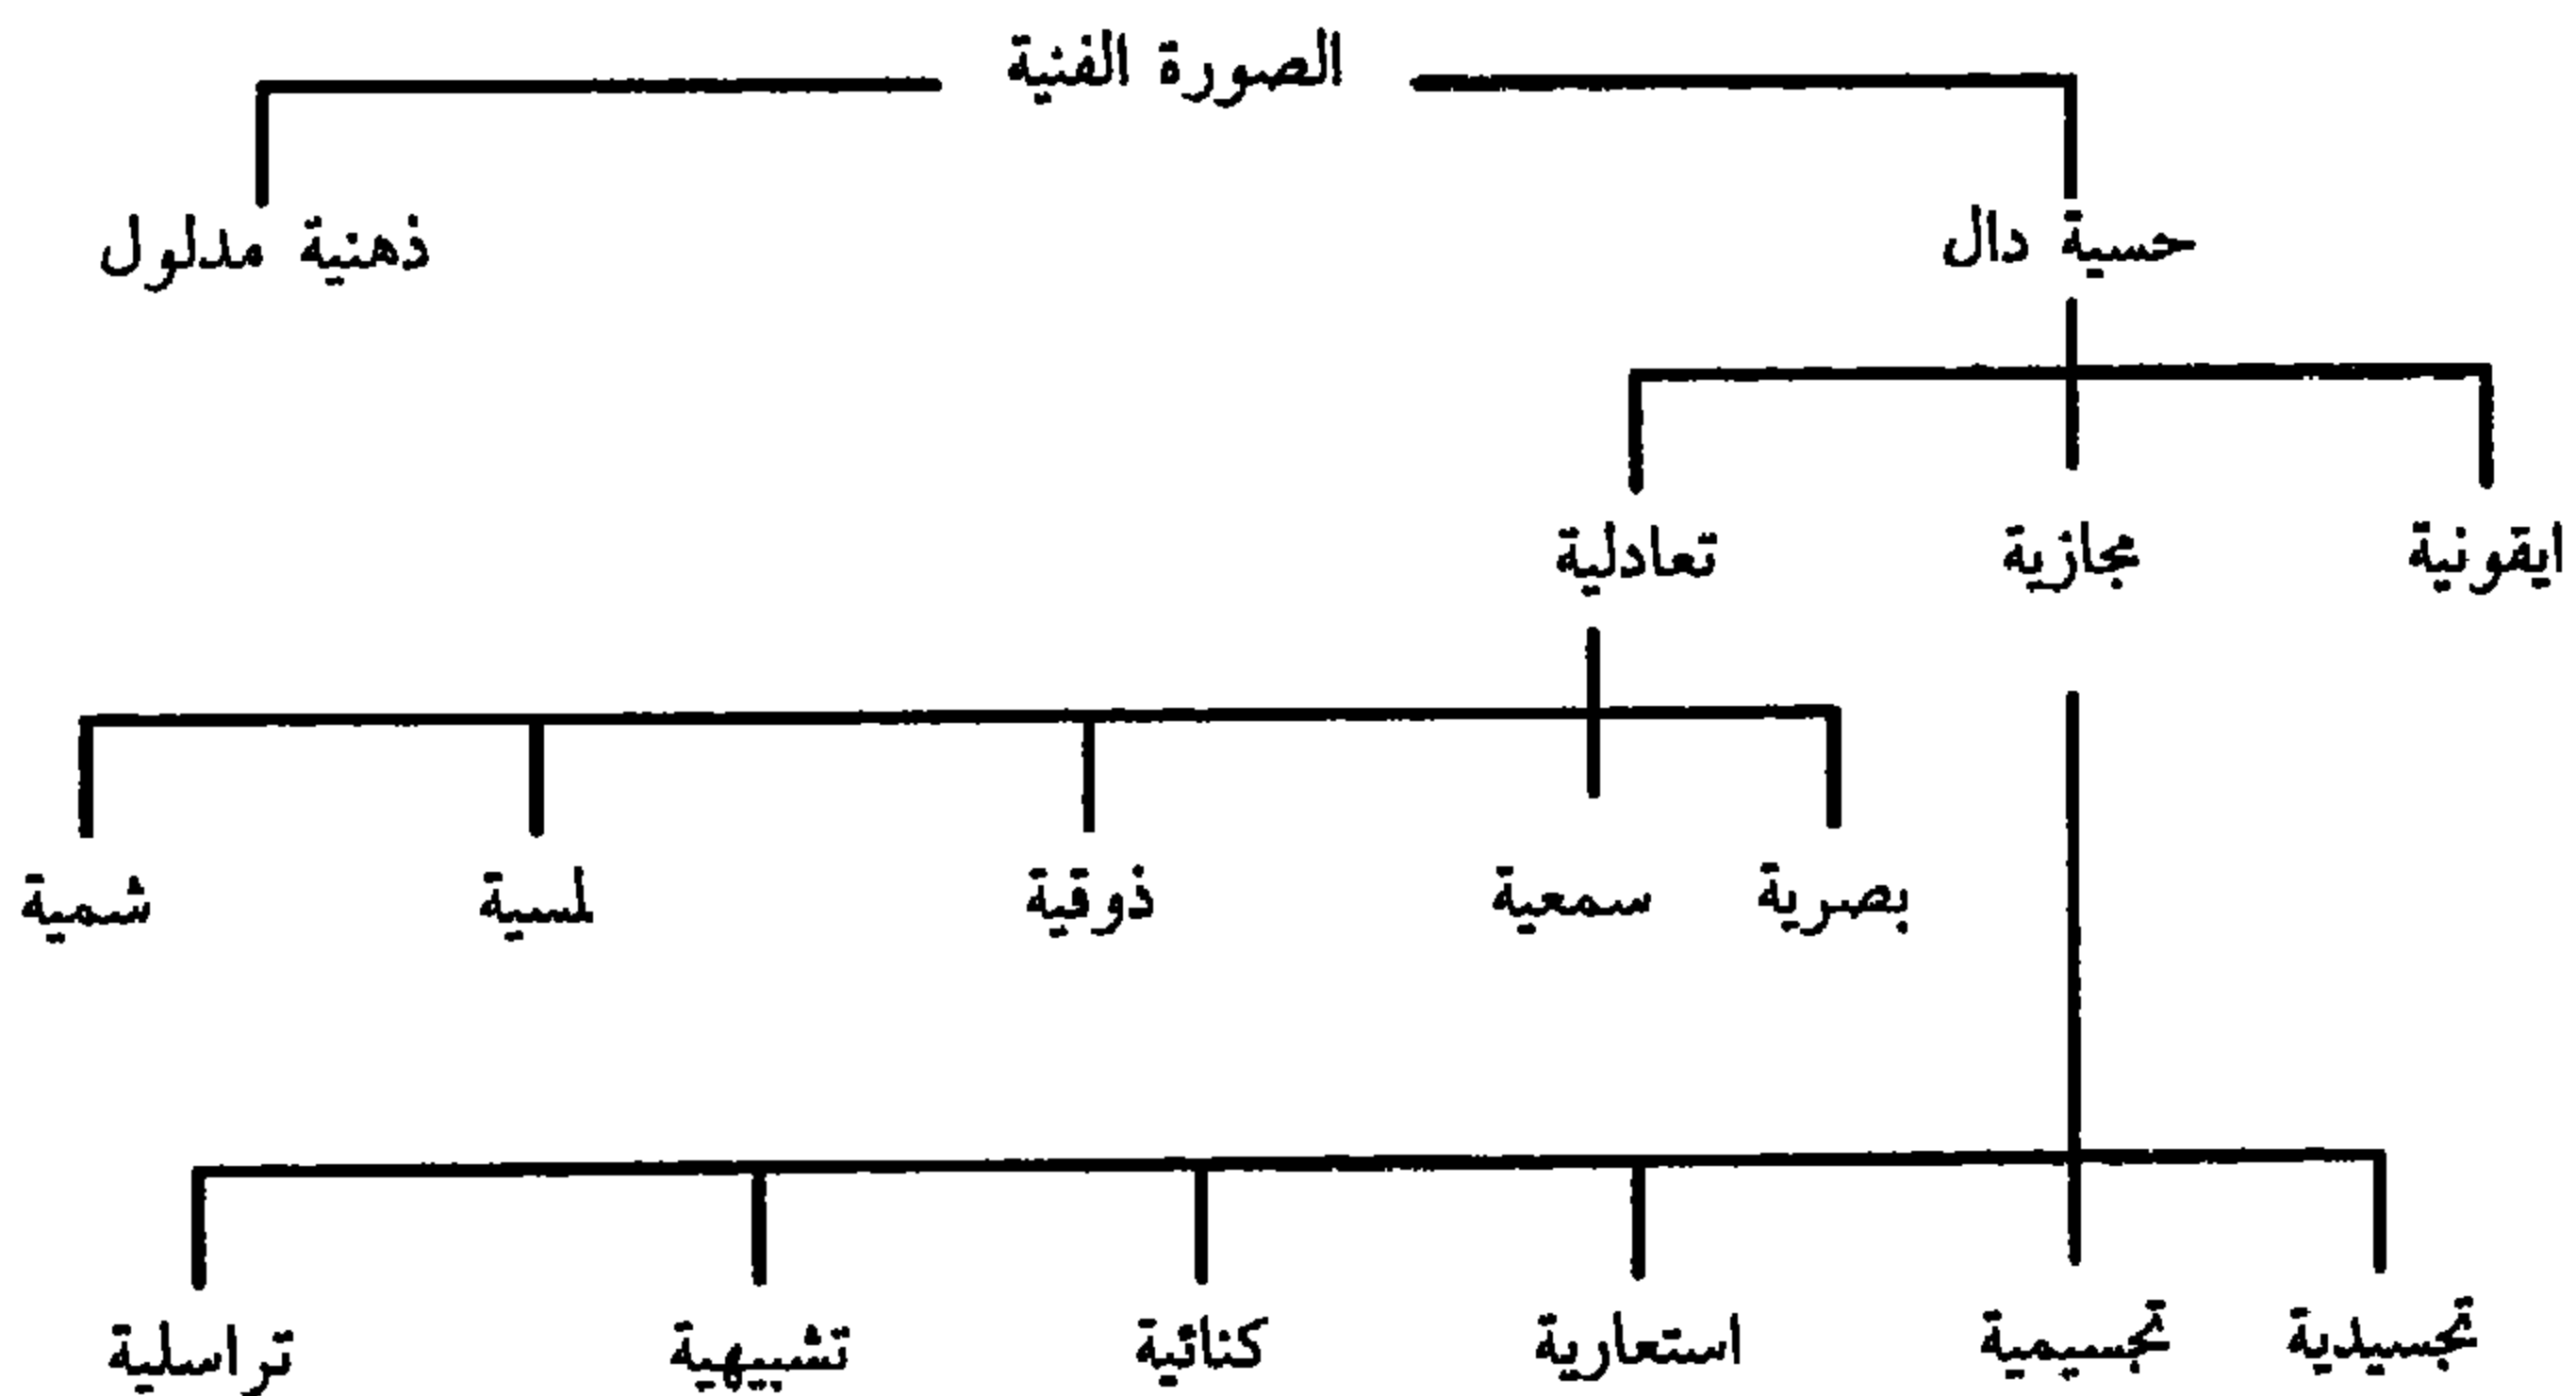 الصورة الفنية
حسية دال ذهنية مدلول
ايقونية مجازية تعادلية
بصرية سمعية ذوقية لمسية شمية
تجسيدية تجسيمية استعارية كنائية تشبيهية تراسلية